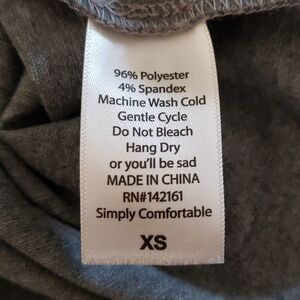 96% Polyester
4% Spandex
Machine Wash Cold
Gentle Cycle
Do Not Bleach
Hang Dry
or you'll be sad
MADE IN CHINA
RN#142161
Simply Comfortable
XS